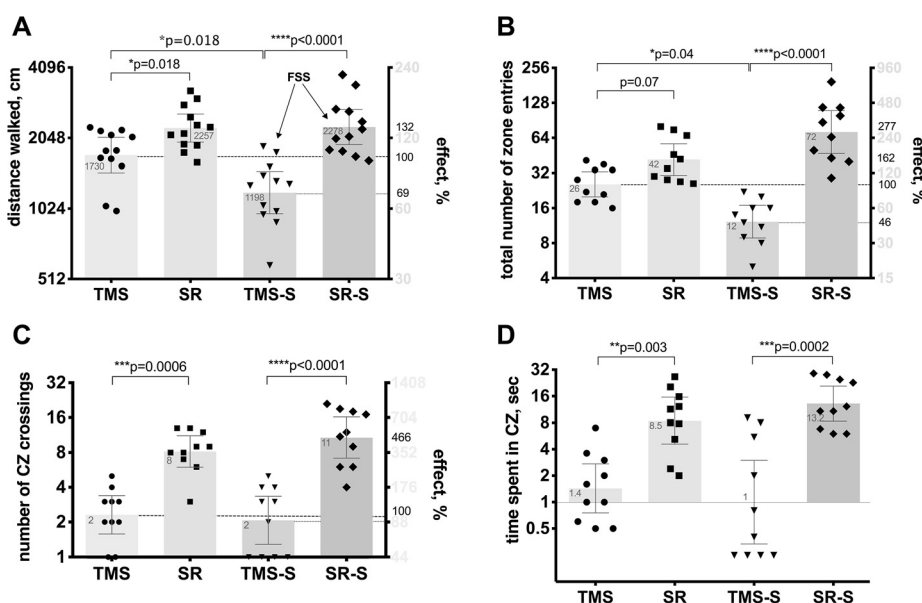 A
*p=0.018
****p<0.0001
*p=0.018
FSS
distance walked, cm
4096
2048
1024
512
1730
2257
1198
2278
240
132
120
100
69
60
30
effect, %
TMS SR TMS-S SR-S
B
*p=0.04
****p<0.0001
p=0.07
total number of zone entries
256
128
64
32
16
8
4
26
42
12
72
960
480
277
240
162
120
100
60
46
30
15
effect, %
TMS SR TMS-S SR-S
C
***p=0.0006
****p<0.0001
number of CZ crossings
32
16
8
4
2
1
2
8
2
11
1408
704
466
352
176
100
88
44
effect, %
TMS SR TMS-S SR-S
D
**p=0.003
***p=0.0002
time spent in CZ, sec
32
16
8
4
2
1
0.5
1.4
8.5
1
13.2
TMS SR TMS-S SR-S